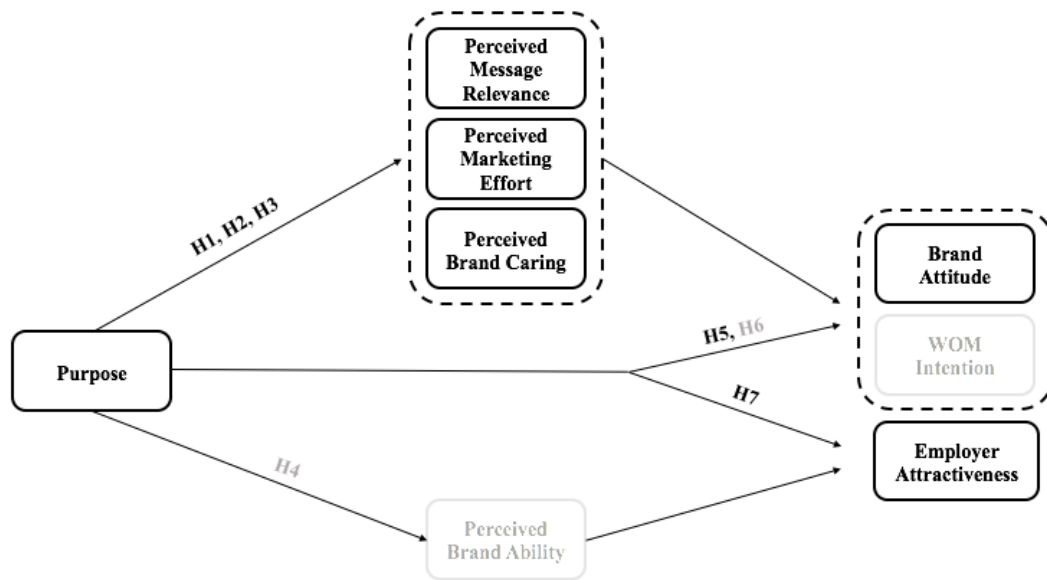 Perceived
Message
Relevance
Perceived
Marketing
Effort
Perceived
Brand Caring
H1, H2, H3
Brand
Attitude
Purpose
H5, H6
WOM
Intention
H7
H4
Employer
Attractiveness
Perceived
Brand Ability